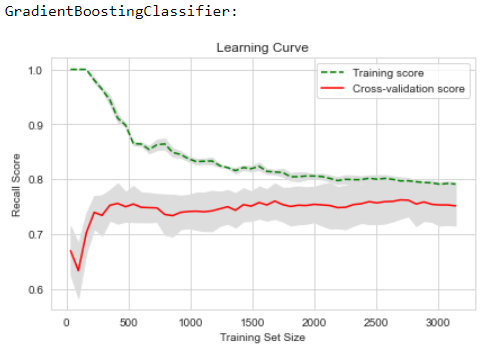 GradientBoostingClassifier:
Learning Curve
Training score
Cross-validation score
1.0
0.9
0.8
0.7
0.6
Recall Score
0 500 1000 1500 2000 2500 3000
Training Set Size